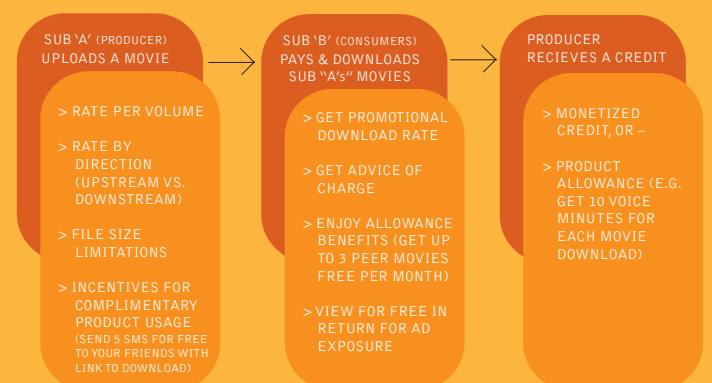 SUB ‘A’ (PRODUCER)
UPLOADS A MOVIE
> RATE PER VOLUME
> RATE BY
DIRECTION
(UPSTREAM VS.
DOWNSTREAM)
> FILE SIZE
LIMITATIONS
> INCENTIVES FOR
COMPLIMENTARY
PRODUCT USAGE
(SEND 5 SMS FOR FREE
TO YOUR FRIENDS WITH
LINK TO DOWNLOAD)
SUB ‘B’ (CONSUMERS)
PAYS & DOWNLOADS
SUB “A’s” MOVIES
> GET PROMOTIONAL
DOWNLOAD RATE
> GET ADVICE OF
CHARGE
> ENJOY ALLOWANCE
BENEFITS (GET UP
TO 3 PEER MOVIES
FREE PER MONTH)
> VIEW FOR FREE IN
RETURN FOR AD
EXPOSURE
PRODUCER
RECIEVES A CREDIT
> MONETIZED
CREDIT, OR –
> PRODUCT
ALLOWANCE (E.G.
GET 10 VOICE
MINUTES FOR
EACH MOVIE
DOWNLOAD)